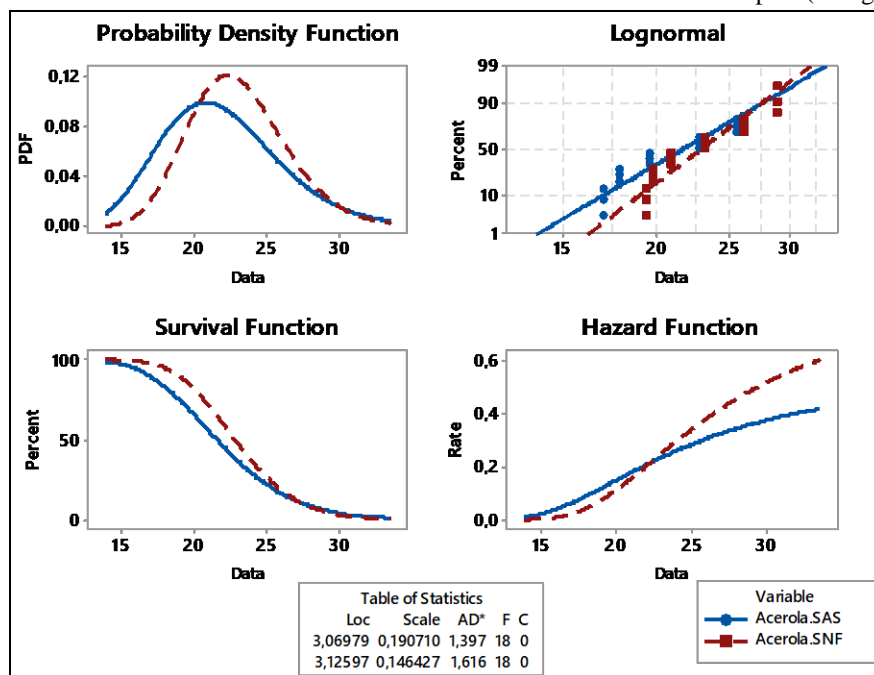 Probability Density Function
0,12
0,08
0,04
0,00
PDF
15 20 25 30
Data
Lognormal
99
90
50
10
1
Percent
15 20 25 30
Data
Survival Function
100
50
0
Percent
15 20 25 30
Data
Hazard Function
0,6
0,4
0,2
0,0
Rate
15 20 25 30
Data
Table of Statistics
Loc Scale AD* F C
3,06979 0,190710 1,397 18 0
3,12597 0,146427 1,616 18 0
Variable
Acerola.SAS
Acerola.SNF